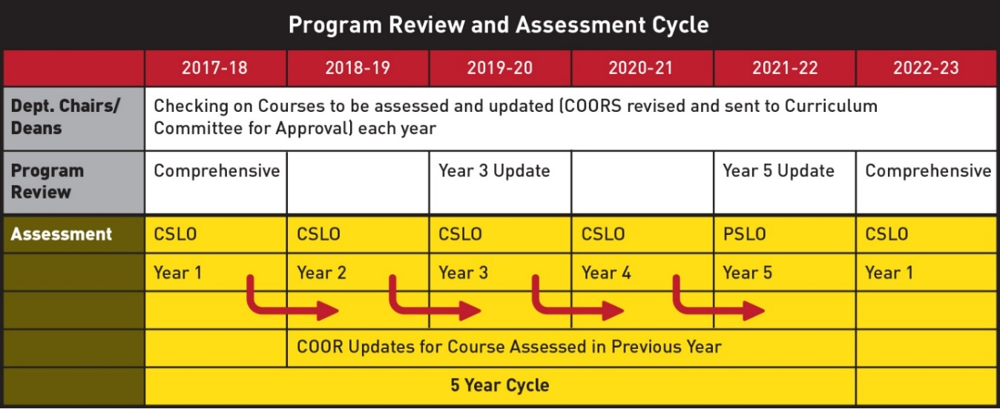 Program Review and Assessment Cycle
2017-18 2018-19 2019-20 2020-21 2021-22 2022-23
Dept. Chairs/
Deans
Checking on Courses to be assessed and updated (COORS revised and sent to Curriculum
Committee for Approval) each year
Program
Review
Comprehensive Year 3 Update Year 5 Update Comprehensive
Assessment CSLO CSLO CSLO CSLO PSLO CSLO
Year 1 Year 2 Year 3 Year 4 Year 5 Year 1
COOR Updates for Course Assessed in Previous Year
5 Year Cycle